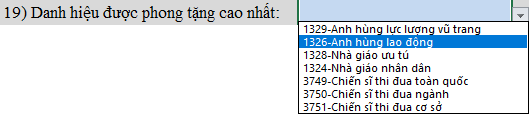 19) Danh hiệu được phong tặng cao nhất:
1329-Anh hùng lực lượng vũ trang
1326-Anh hùng lao động
1328-Nhà giáo ưu tú
1324-Nhà giáo nhân dân
3749-Chiến sĩ thi đua toàn quốc
3750-Chiến sĩ thi đua ngành
3751-Chiến sĩ thi đua cơ sở